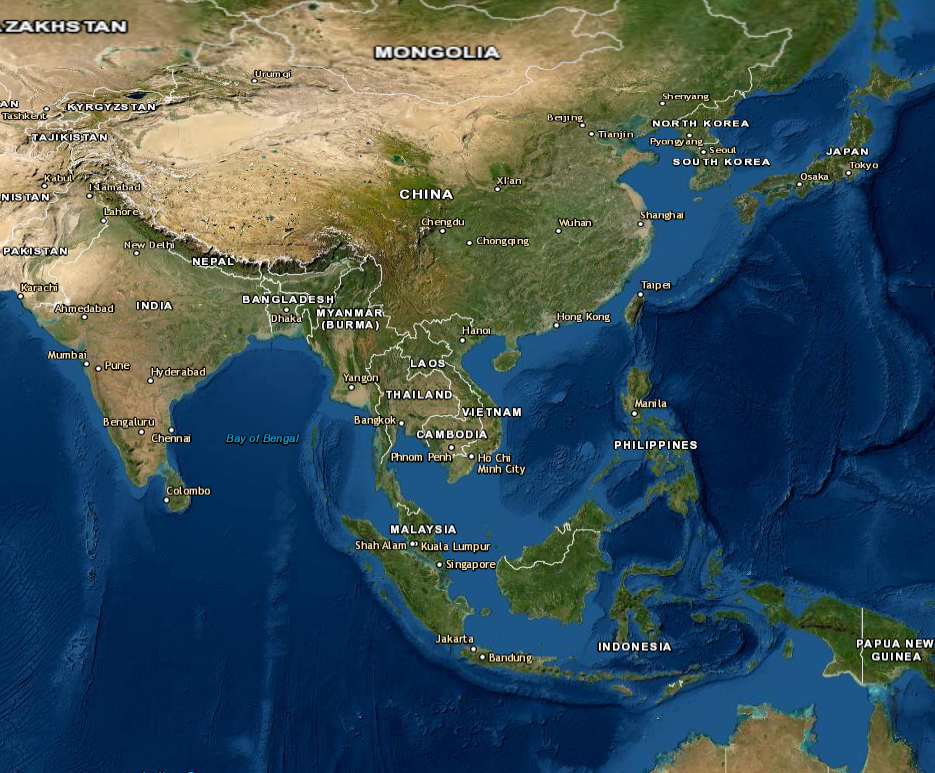 AZAKHSTAN
MONGOLIA
Urumqi
Shenyang
AN
Tashkent
KYRGYZSTAN
Beijing
Tianjin
NORTH KOREA
Pyongyang
Seoul
SOUTH KOREA
JAPAN
Tokyo
Osaka
TAJIKISTAN
Kabul
Islamabad
NISTAN
Lahore
Xi'an
CHINA
Chengdu
Chongqing
Wuhan
Shanghai
PAKISTAN
New Delhi
NEPAL
Karachi
Ahmedabad
INDIA
BANGLADESH
Dhaka
MYANMAR
(BURMA)
Taipei
Hong Kong
Hanoi
Mumbai
Pune
Hyderabad
LAOS
Yangon
THAILAND
VIETNAM
Manila
Bengaluru
Chennai
Bay of Bengal
Bangkok
CAMBODIA
PHILIPPINES
Phnom Penh
Ho Chi
Minh City
Colombo
MALAYSIA
Shah Alam
Kuala Lumpur
Singapore
Jakarta
Bandung
INDONESIA
PAPUA NEW
GUINEA